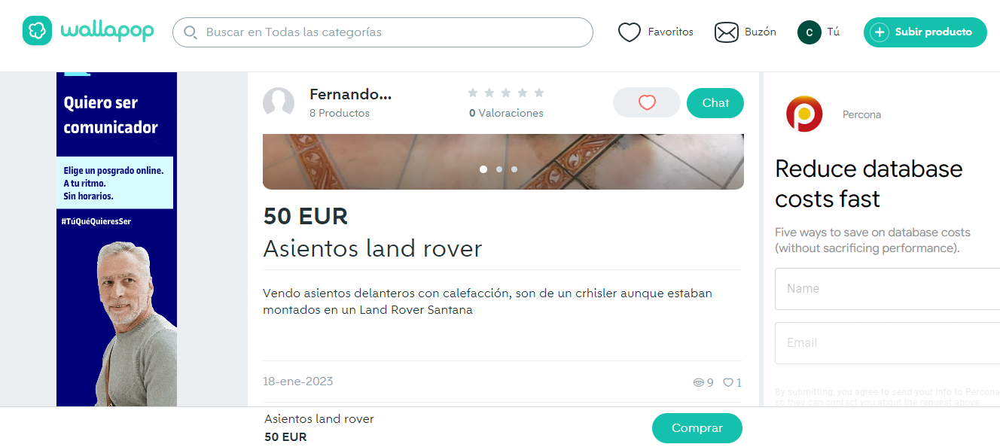 wallapop
Buscar en Todas las categorías
Favoritos
Buzón
C
Tú
Subir producto
Quiero ser
comunicador
Elige un posgrado online.
A tu ritmo.
Sin horarios.
#TúQuéQuieresSer
Fernando...
8 Productos
0 Valoraciones
Chat
50 EUR
Asientos land rover
Vendo asientos delanteros con calefacción, son de un crhisler aunque estaban
montados en un Land Rover Santana
18-ene-2023
9
1
Asientos land rover
50 EUR
Comprar
Percona
Reduce database
costs fast
Five ways to save on database costs
(without sacrificing performance).
Name
Email
By submitting, you agree to send your info to Percona
so they can contact you about the request above.